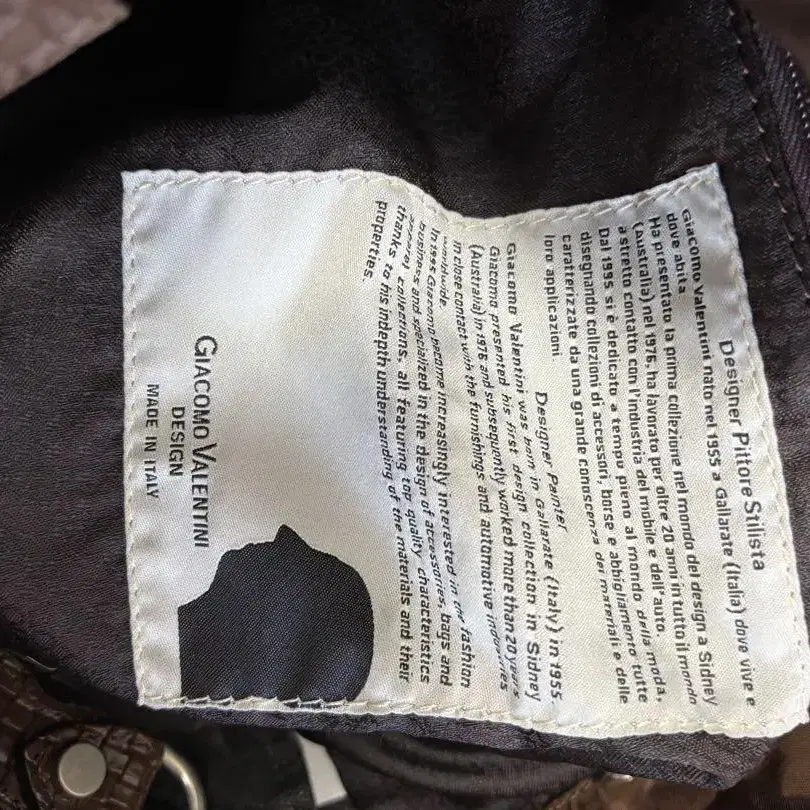 Designer Pittore Stilista
Giacomo Valentini nato nel 1955 a Gallarate (Italia) dove vive e
dove abita
Ha presentato la prima collezione nel mondo del design a Sidney
(Australia) nel 1976, ha lavorato per oltre 20 anni in tutto il mondo
a stretto contatto con l'industria del mobile e dell'auto.
Dal 1995 si è dedicato a tempo pieno al mondo della moda,
disegnando collezioni di accessori, borse e abbigliamento tutte
caratterizzate da una grande conoscenza dei materiali e delle
loro applicazioni
Designer Painter
Giacomo Valentini was born in Gallarate (Italy) in 1955.
Giacomo presented his first design collection in Sidney
(Australia) in 1976 and subsequently worked more than 20 years
in close contact with the furnishings and automotive industries
worldwide.
In 1995 Giacomo become increasingly interested in the fashion
business and specialized in the design of accessories, bags and
apparel collections, all featuring top quality characteristics
thanks to his indepth understanding of the materials and their
properties.
GIACOMO VALENTINI
DESIGN
MADE IN ITALY